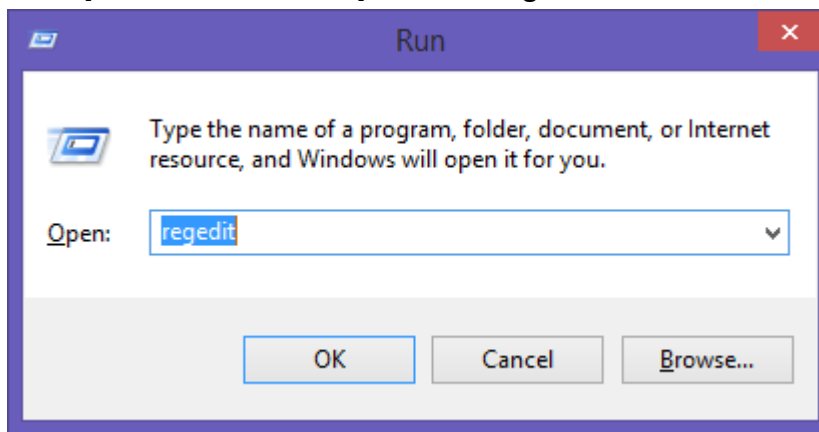 Run
Type the name of a program, folder, document, or Internet
resource, and Windows will open it for you.
Open:
regedit
OK
Cancel
Browse...